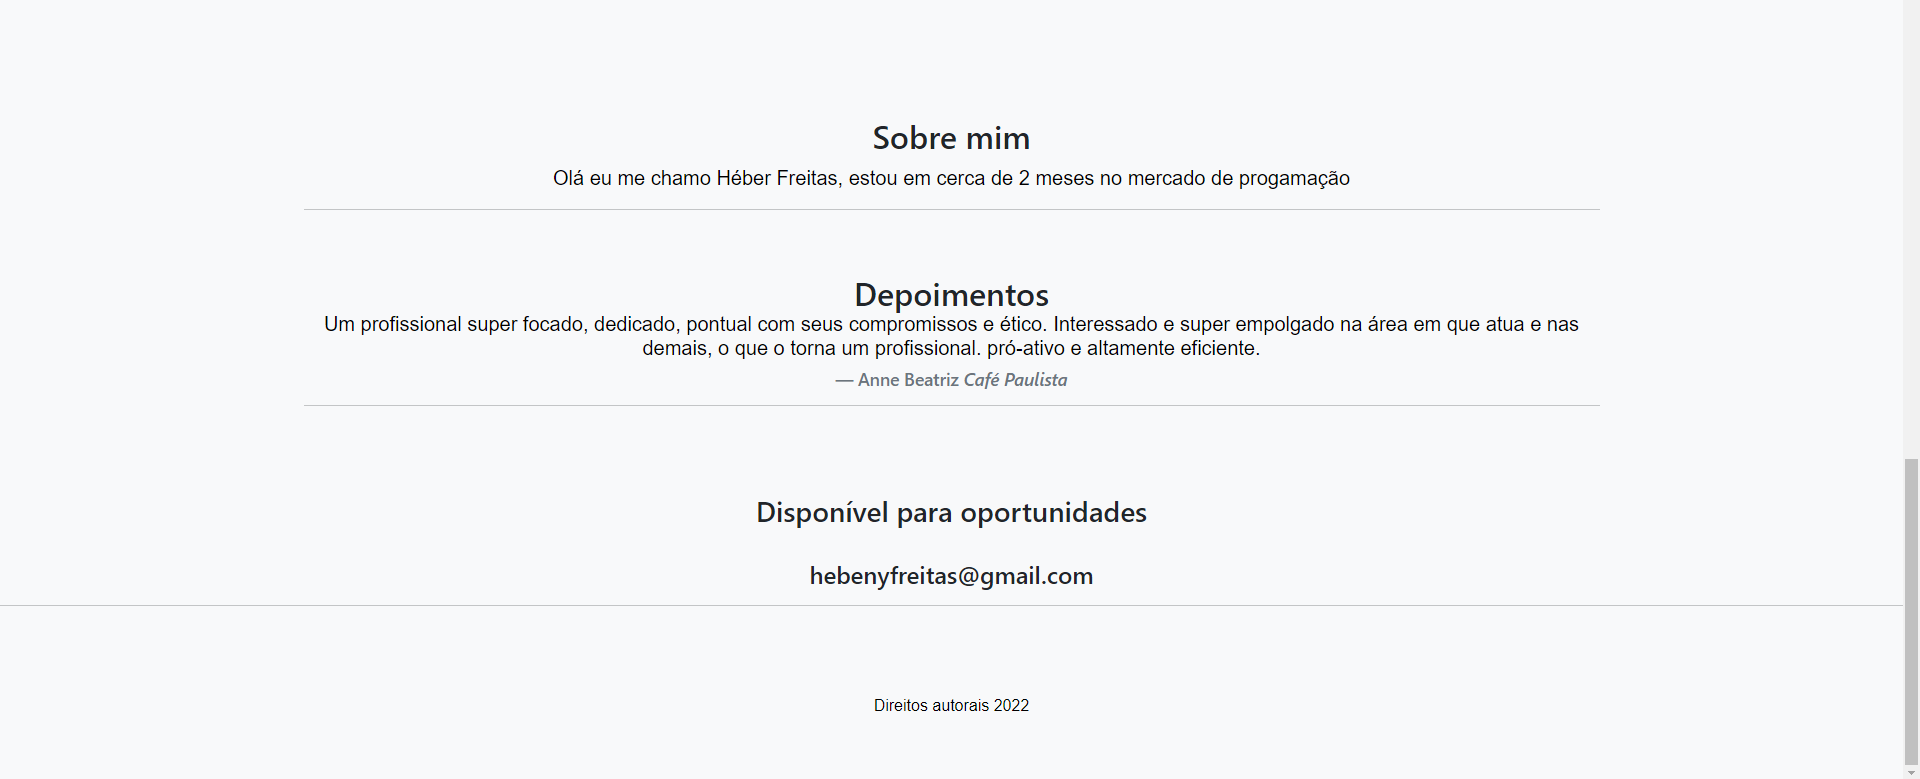 Sobre mim
Olá eu me chamo Héber Freitas, estou em cerca de 2 meses no mercado de progamação
Depoimentos
Um profissional super focado, dedicado, pontual com seus compromissos e ético. Interessado e super empolgado na área em que atua e nas
demais, o que o torna um profissional. pró-ativo e altamente eficiente.
— Anne Beatriz Café Paulista
Disponível para oportunidades
hebenyfreitas@gmail.com
Direitos autorais 2022